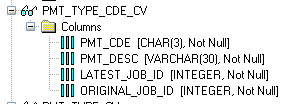 PMT_TYPE_CDE_CV
Columns
PMT_CDE [CHAR(3), Not Null]
PMT_DESC [VARCHAR(30), Not Null]
LATEST_JOB_ID [INTEGER, Not Null]
ORIGINAL_JOB_ID [INTEGER, Not Null]